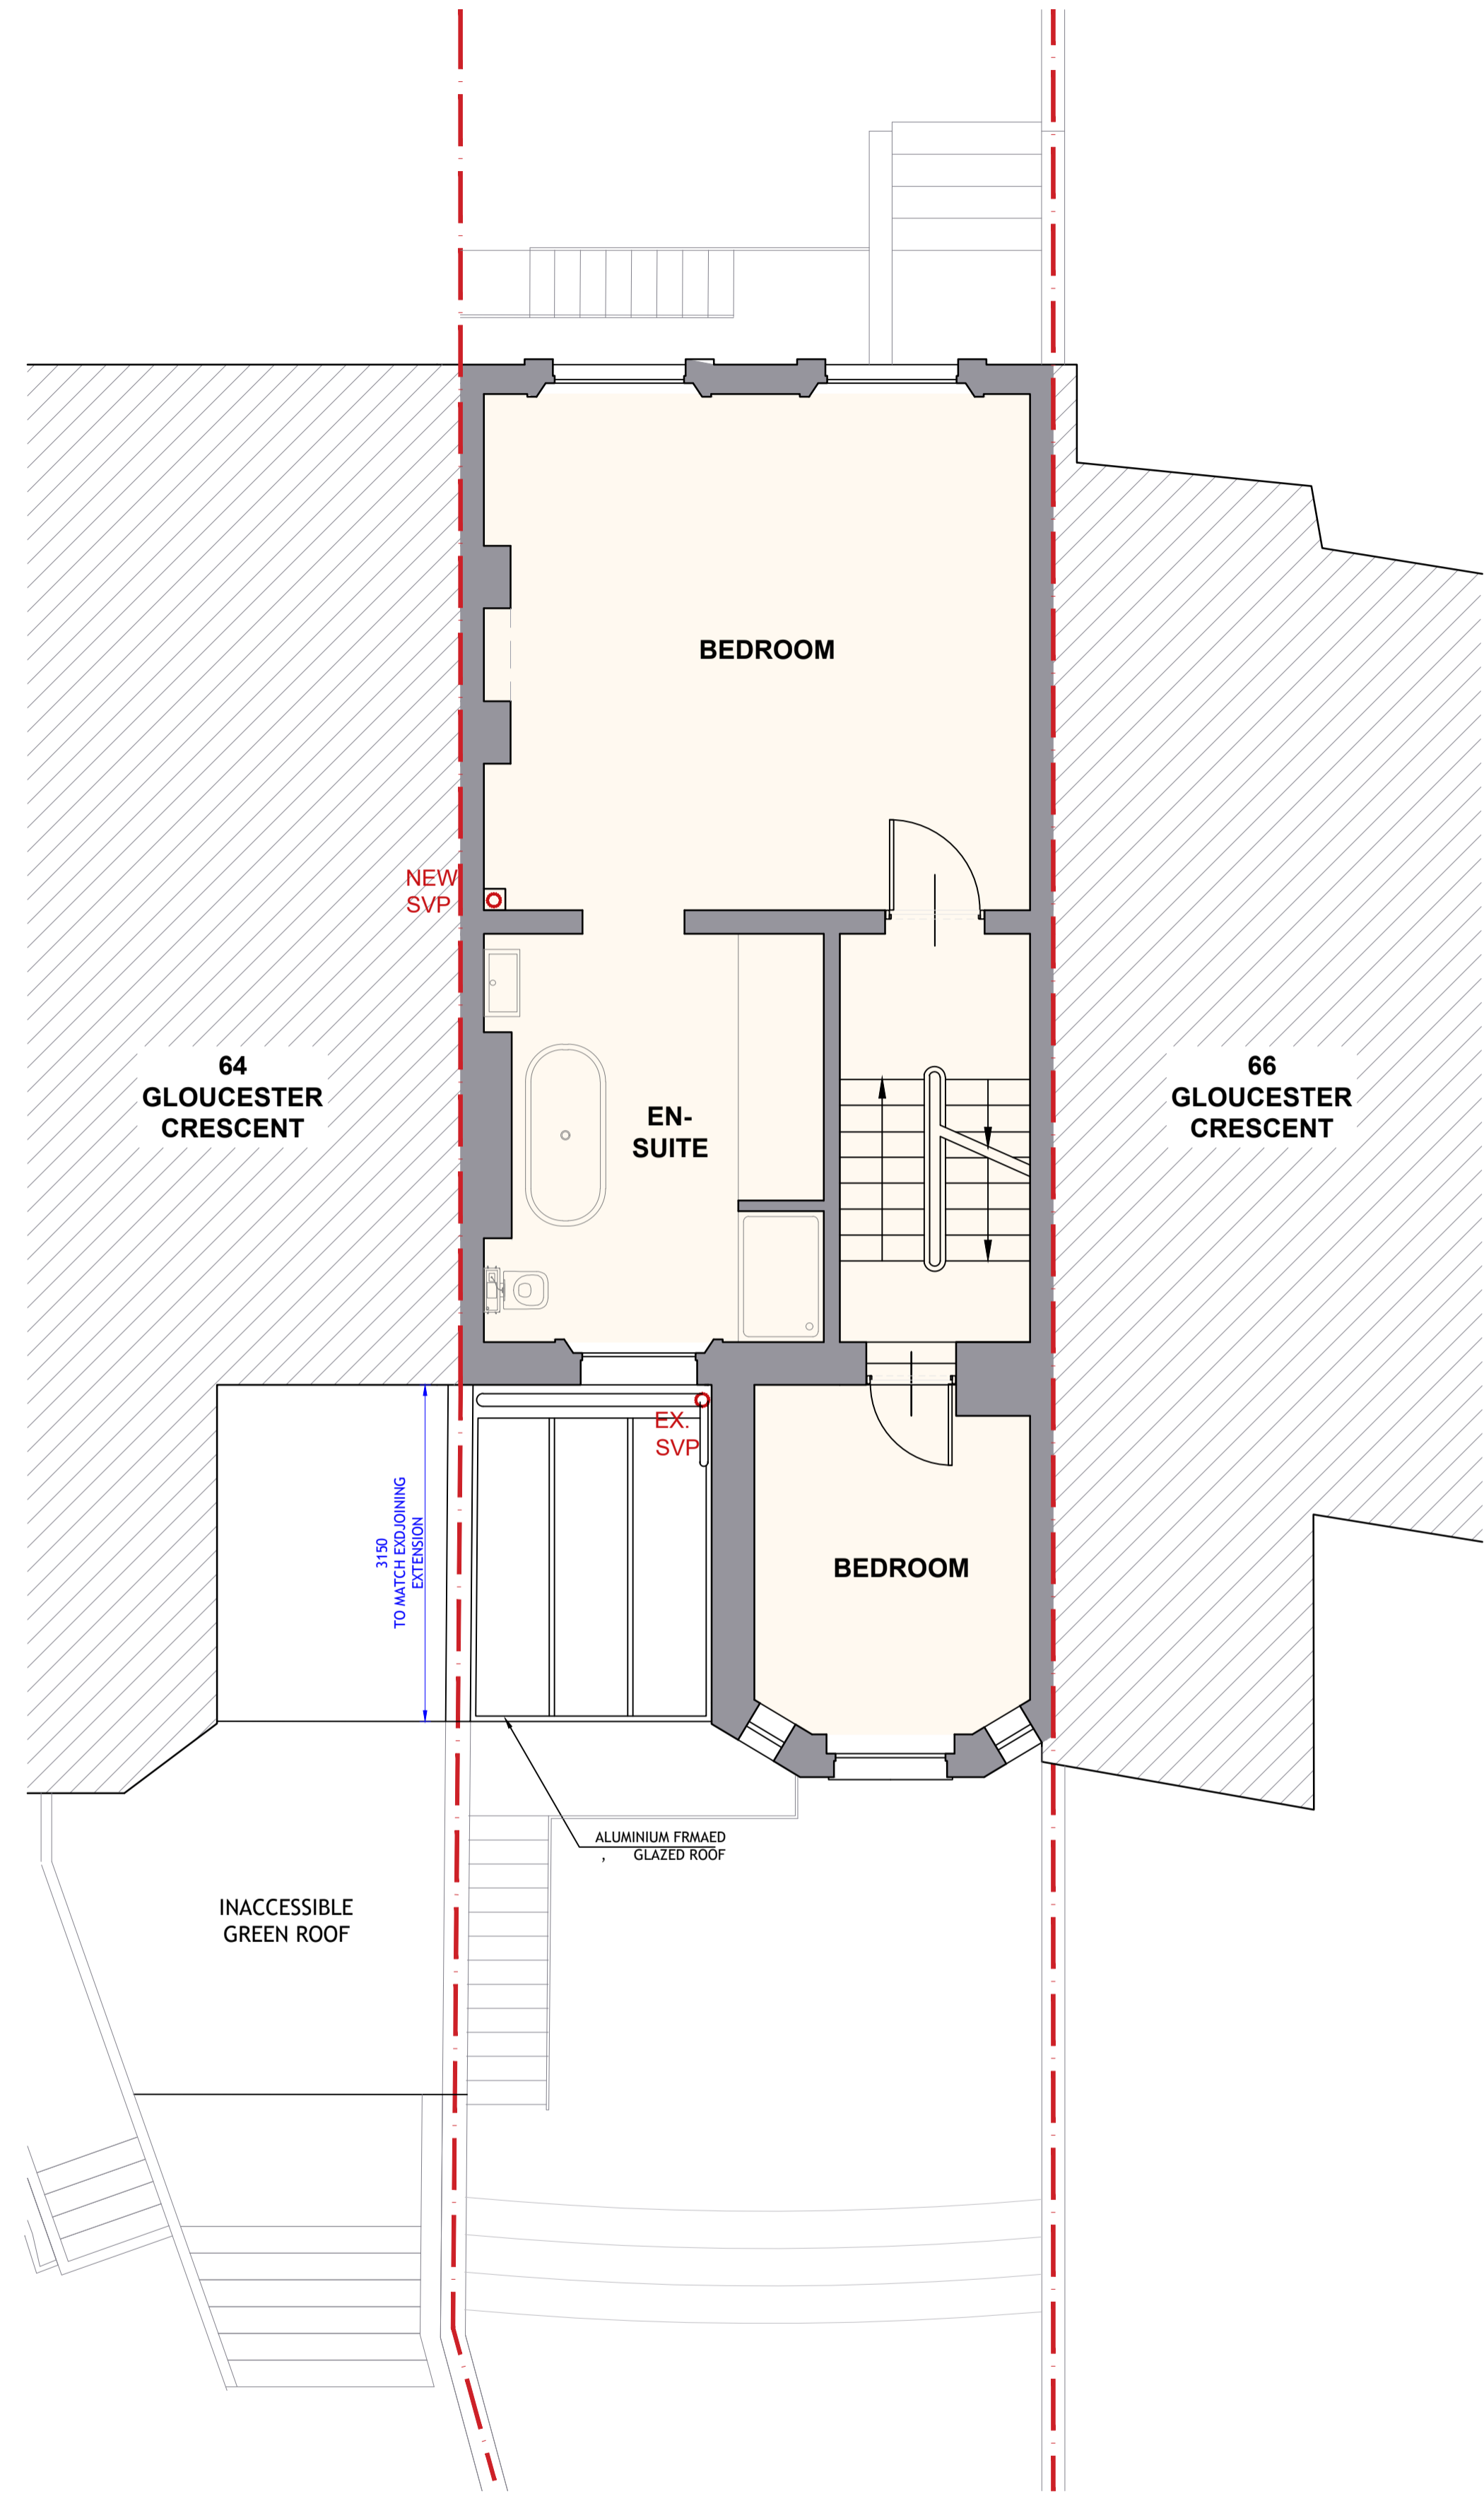 BEDROOM
NEW
SVP
64
GLOUCESTER
CRESCENT
EN-
SUITE
66
GLOUCESTER
CRESCENT
EX.
SVP
3150
TO MATCH EXDJOINING
EXTENSION
BEDROOM
ALUMINIUM FRMAED
, GLAZED ROOF
INACCESSIBLE
GREEN ROOF